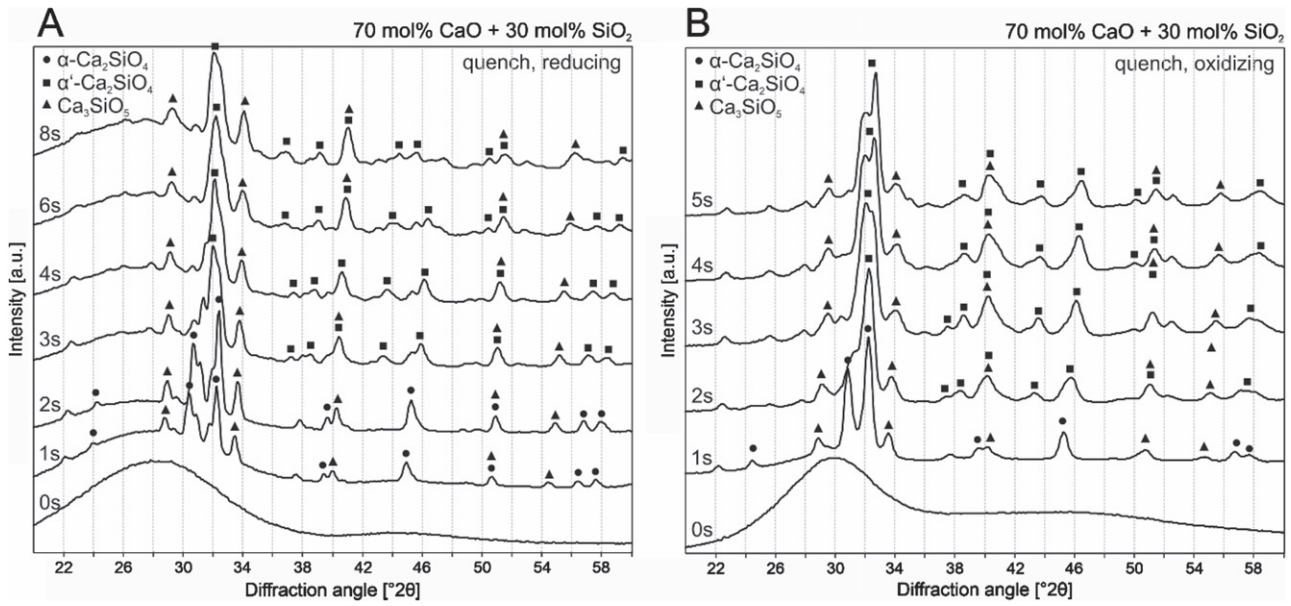 A
70 mol% CaO + 30 mol% SiO₂
● α-Ca₂SiO₄
■ α‘-Ca₂SiO₄
▲ Ca₃SiO₅
quench, reducing
8s
6s
4s
3s
2s
1s
0s
Intensity [a.u.]
22 26 30 34 38 42 46 50 54 58
Diffraction angle [°2θ]
B
70 mol% CaO + 30 mol% SiO₂
● α-Ca₂SiO₄
■ α‘-Ca₂SiO₄
▲ Ca₃SiO₅
quench, oxidizing
5s
4s
3s
2s
1s
0s
Intensity [a.u.]
22 26 30 34 38 42 46 50 54 58
Diffraction angle [°2θ]